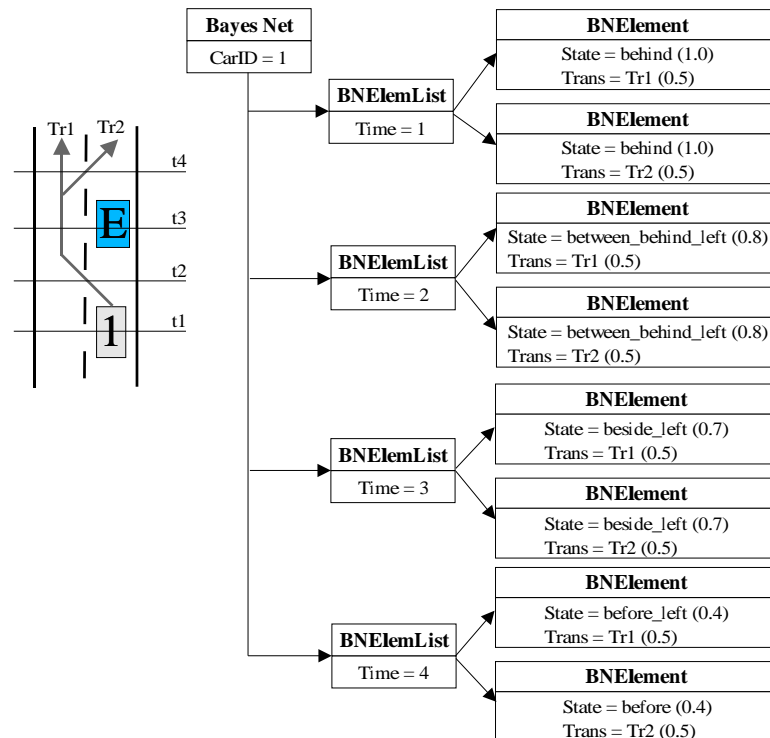 Bayes Net
CarID = 1
Tr1
Tr2
t4
E
t3
t2
1
t1
BNElemList
Time = 1
BNElement
State = behind (1.0)
Trans = Tr1 (0.5)
BNElement
State = behind (1.0)
Trans = Tr2 (0.5)
BNElemList
Time = 2
BNElement
State = between_behind_left (0.8)
Trans = Tr1 (0.5)
BNElement
State = between_behind_left (0.8)
Trans = Tr2 (0.5)
BNElemList
Time = 3
BNElement
State = beside_left (0.7)
Trans = Tr1 (0.5)
BNElement
State = beside_left (0.7)
Trans = Tr2 (0.5)
BNElemList
Time = 4
BNElement
State = before_left (0.4)
Trans = Tr1 (0.5)
BNElement
State = before (0.4)
Trans = Tr2 (0.5)